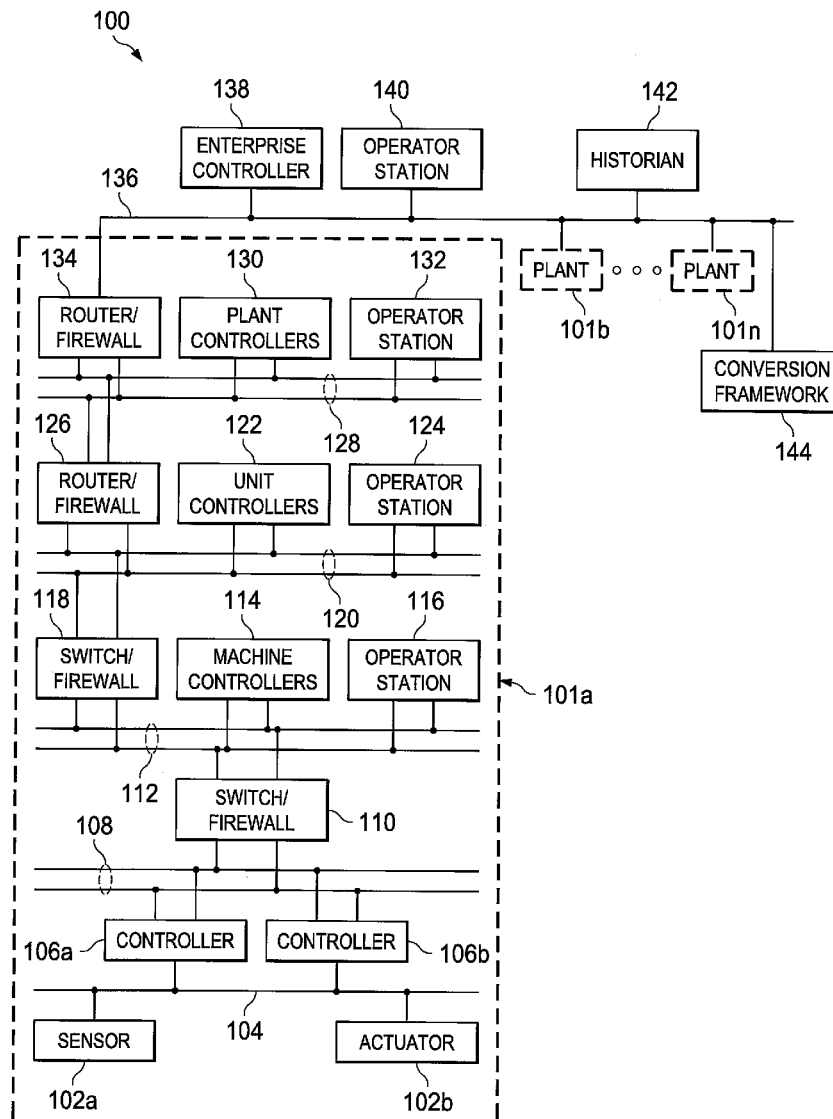 100
138
140
142
ENTERPRISE
CONTROLLER
OPERATOR
STATION
HISTORIAN
136
134
130
132
PLANT
PLANT
ROUTER/
FIREWALL
PLANT
CONTROLLERS
OPERATOR
STATION
101b
101n
CONVERSION
FRAMEWORK
126
122
128
124
144
ROUTER/
FIREWALL
UNIT
CONTROLLERS
OPERATOR
STATION
118
114
120
116
SWITCH/
FIREWALL
MACHINE
CONTROLLERS
OPERATOR
STATION
101a
112
SWITCH/
FIREWALL
110
108
106a
CONTROLLER
CONTROLLER
106b
104
SENSOR
ACTUATOR
102a
102b